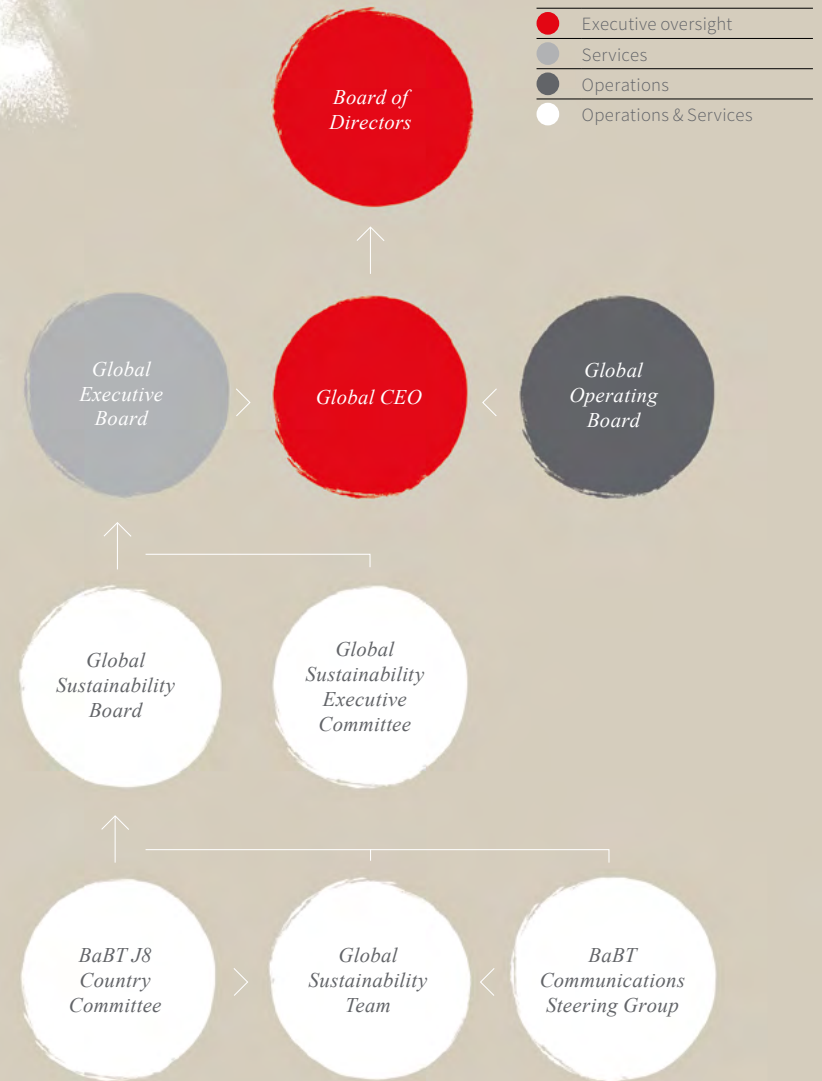 Executive oversight
Services
Operations
Operations & Services
Board of
Directors
Global
Executive
Board
Global CEO
Global
Operating
Board
Global
Sustainability
Board
Global
Sustainability
Executive
Committee
BaBT J8
Country
Committee
Global
Sustainability
Team
BaBT
Communications
Steering Group